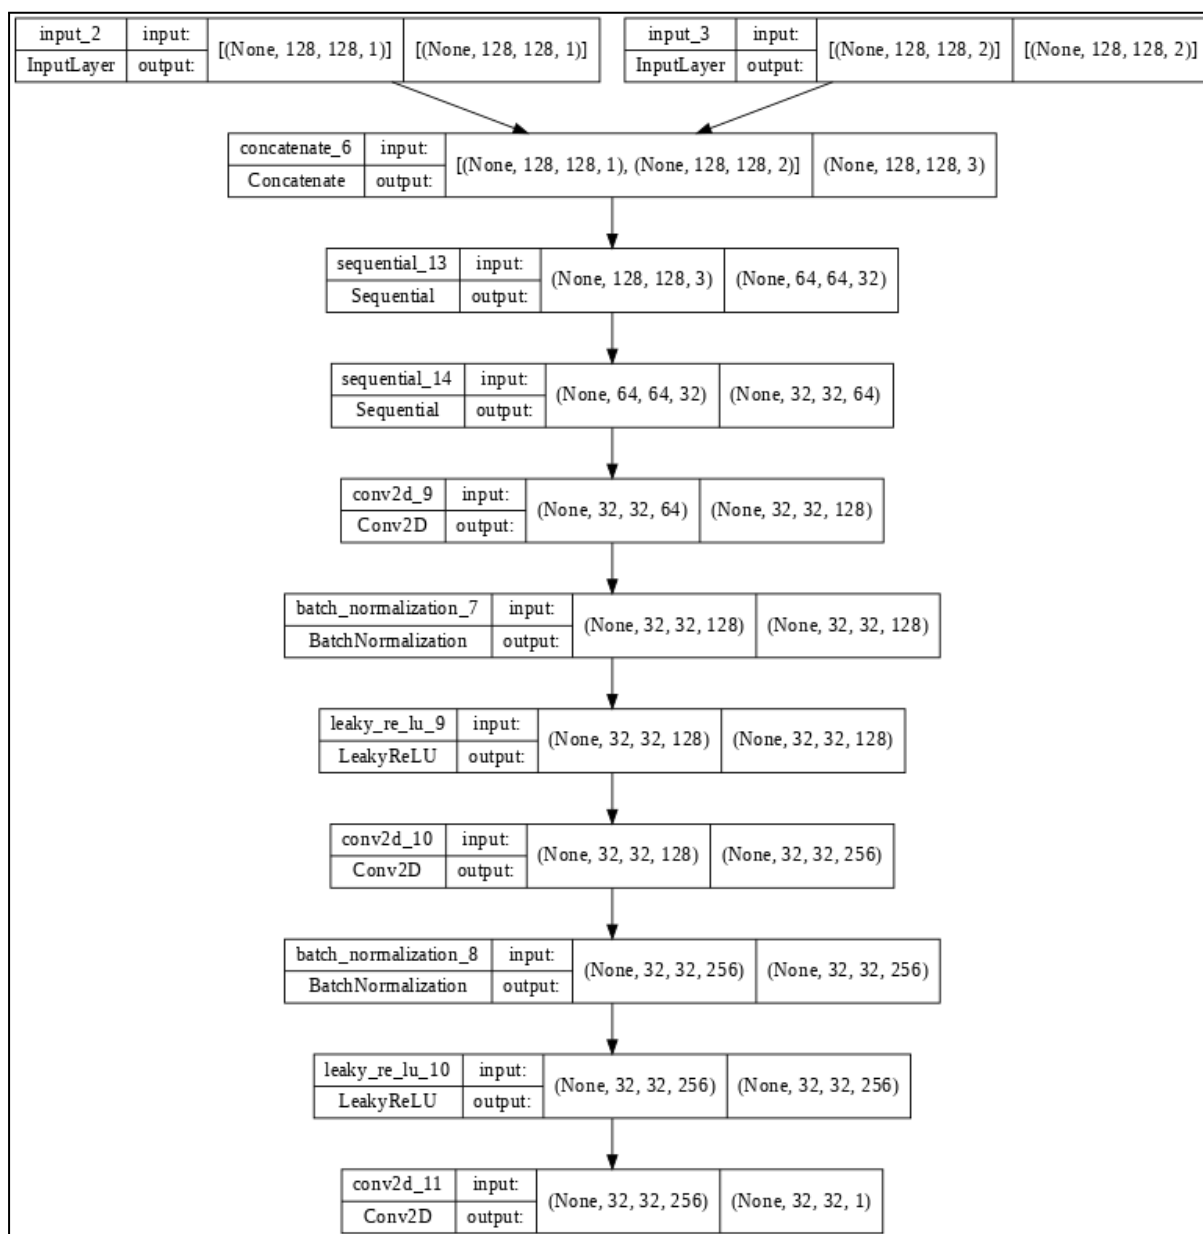 input_2 input: [(None, 128, 128, 1)] [(None, 128, 128, 1)]
InputLayer output:
input_3 input: [(None, 128, 128, 2)] [(None, 128, 128, 2)]
InputLayer output:
concatenate_6 input: [(None, 128, 128, 1), (None, 128, 128, 2)] (None, 128, 128, 3)
Concatenate output:
sequential_13 input: (None, 128, 128, 3) (None, 64, 64, 32)
Sequential output:
sequential_14 input: (None, 64, 64, 32) (None, 32, 32, 64)
Sequential output:
conv2d_9 input: (None, 32, 32, 64) (None, 32, 32, 128)
Conv2D output:
batch_normalization_7 input: (None, 32, 32, 128) (None, 32, 32, 128)
BatchNormalization output:
leaky_re_lu_9 input: (None, 32, 32, 128) (None, 32, 32, 128)
LeakyReLU output:
conv2d_10 input: (None, 32, 32, 128) (None, 32, 32, 256)
Conv2D output:
batch_normalization_8 input: (None, 32, 32, 256) (None, 32, 32, 256)
BatchNormalization output:
leaky_re_lu_10 input: (None, 32, 32, 256) (None, 32, 32, 256)
LeakyReLU output:
conv2d_11 input: (None, 32, 32, 256) (None, 32, 32, 1)
Conv2D output: